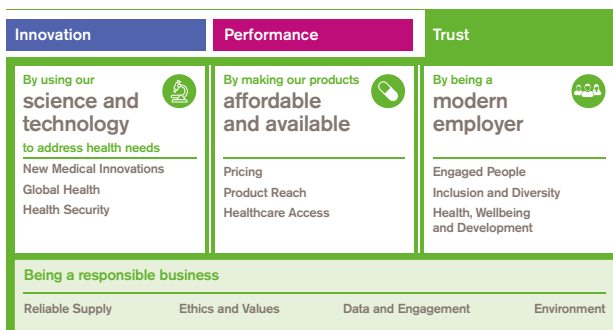 Innovation
Performance
Trust
By using our
science and
technology
to address health needs
New Medical Innovations
Global Health
Health Security
By making our products
affordable
and available
Pricing
Product Reach
Healthcare Access
By being a
modern
employer
Engaged People
Inclusion and Diversity
Health, Wellbeing
and Development
Being a responsible business
Reliable Supply
Ethics and Values
Data and Engagement
Environment